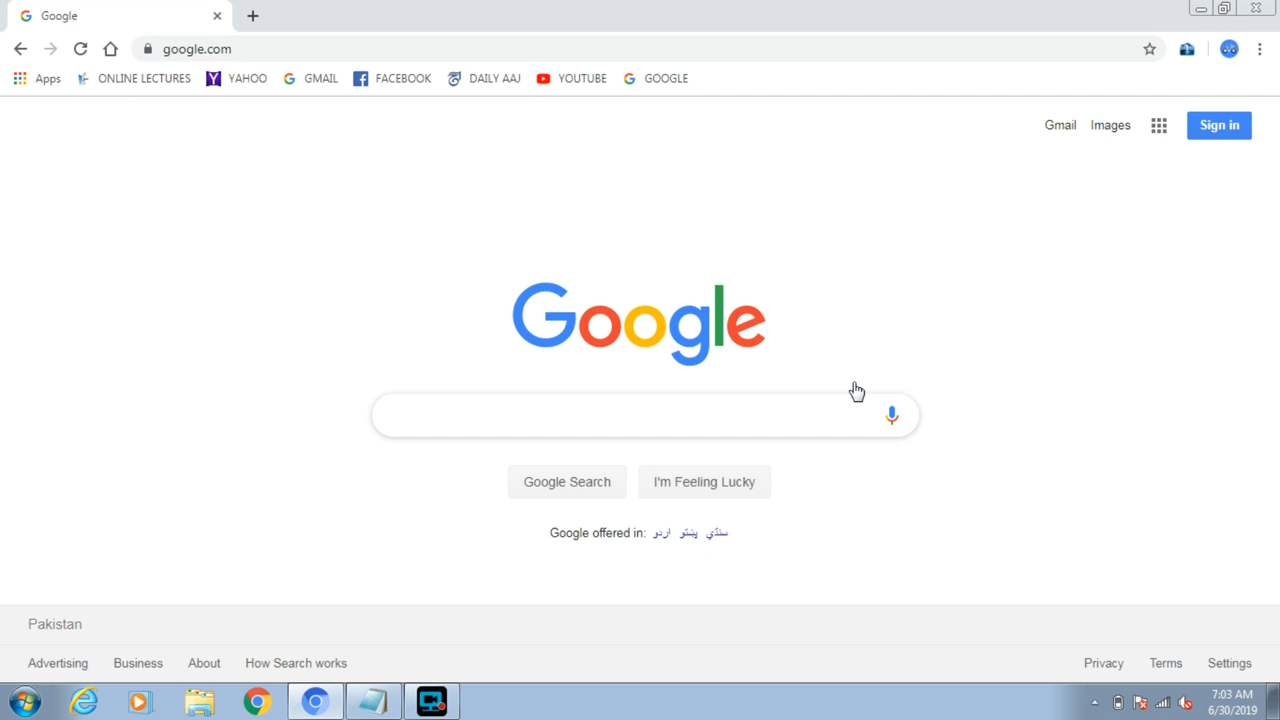 Google
google.com
Apps ONLINE LECTURES YAHOO GMAIL FACEBOOK DAILY AAJ YOUTUBE GOOGLE
Gmail Images Sign in
Google
Google Search I'm Feeling Lucky
Google offered in: اردو پښتو سنڌي
Pakistan
Advertising Business About How Search works Privacy Terms Settings
7:03 AM
6/30/2019